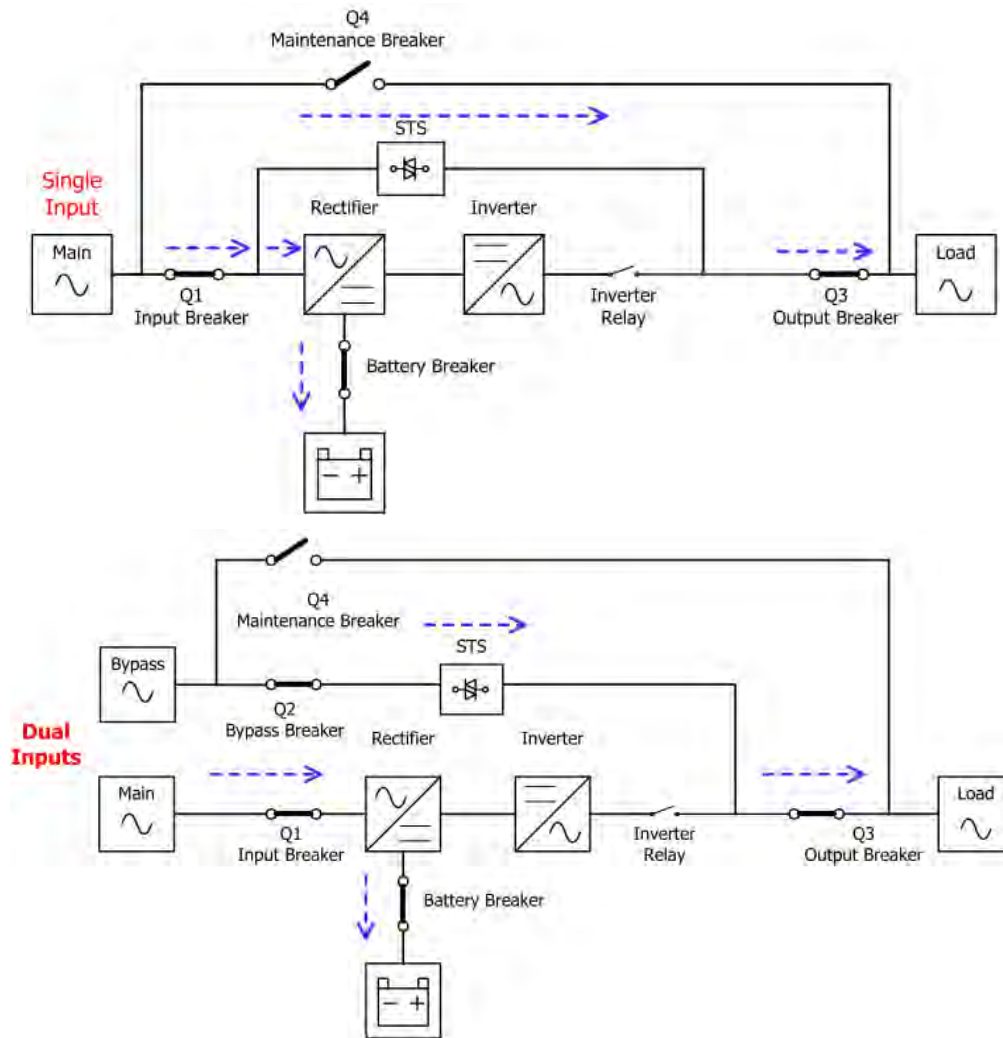 Q4
Maintenance Breaker
STS
Single
Input
Rectifier
Inverter
Main
Load
Q1
Input Breaker
Inverter
Relay
Q3
Output Breaker
Battery Breaker
- +
Q4
Maintenance Breaker
STS
Bypass
Q2
Bypass Breaker
Dual
Inputs
Rectifier
Inverter
Main
Load
Q1
Input Breaker
Inverter
Relay
Q3
Output Breaker
Battery Breaker
- +